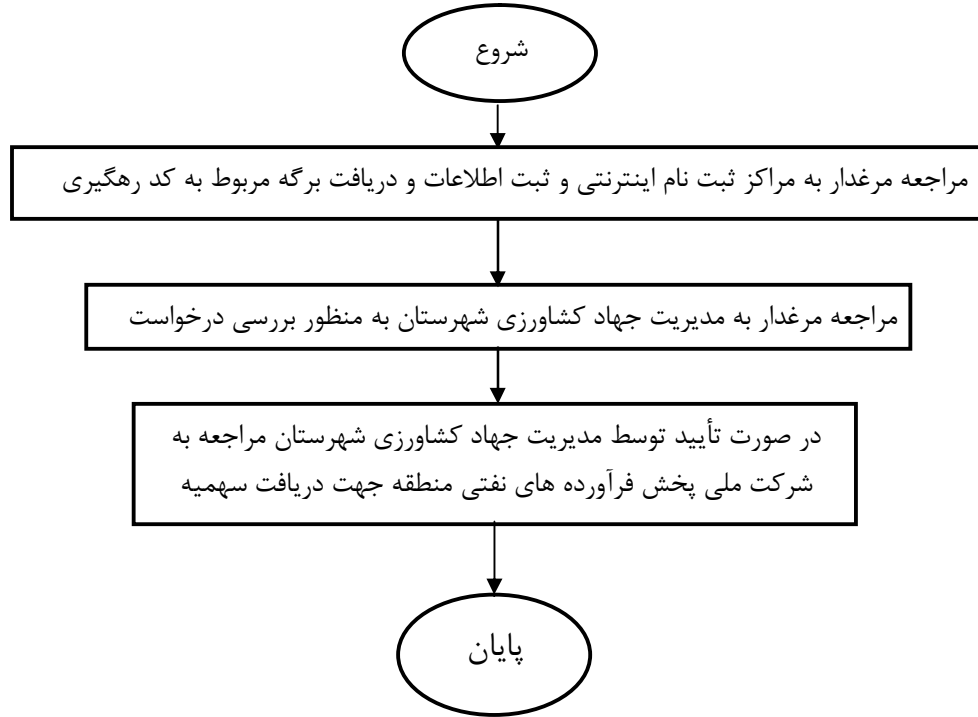 شروع
مراجعه مرغدار به مراکز ثبت نام اینترنتی و ثبت اطلاعات و دریافت برگه مربوط به کد رهگیری
مراجعه مرغدار به مدیریت جهاد کشاورزی شهرستان به منظور بررسی درخواست
در صورت تأیید توسط مدیریت جهاد کشاورزی شهرستان مراجعه به
شرکت ملی پخش فرآورده های نفتی منطقه جهت دریافت سهمیه
پایان